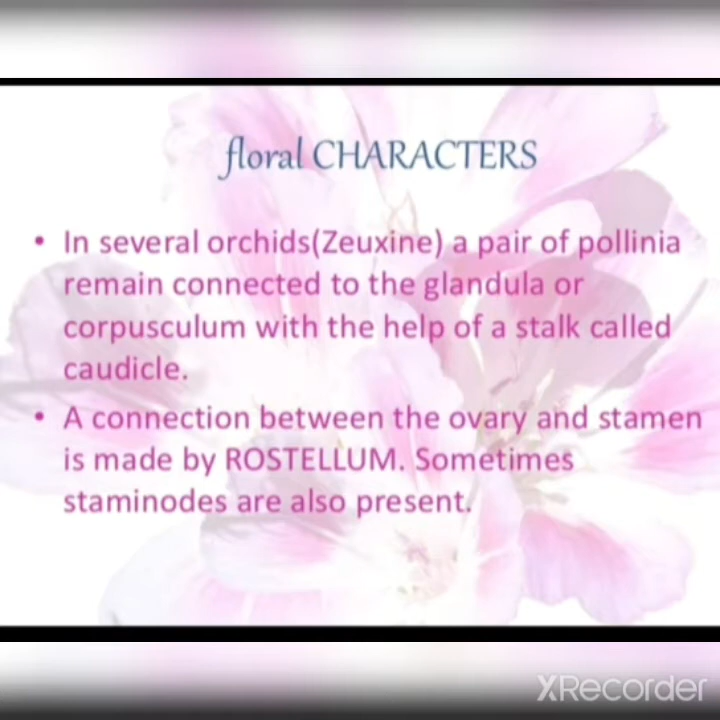 floral CHARACTERS
• In several orchids(Zeuxine) a pair of pollinia
remain connected to the glandula or
corpusculum with the help of a stalk called
caudicle.
• A connection between the ovary and stamen
is made by ROSTELLUM. Sometimes
staminodes are also present.
XRecorder